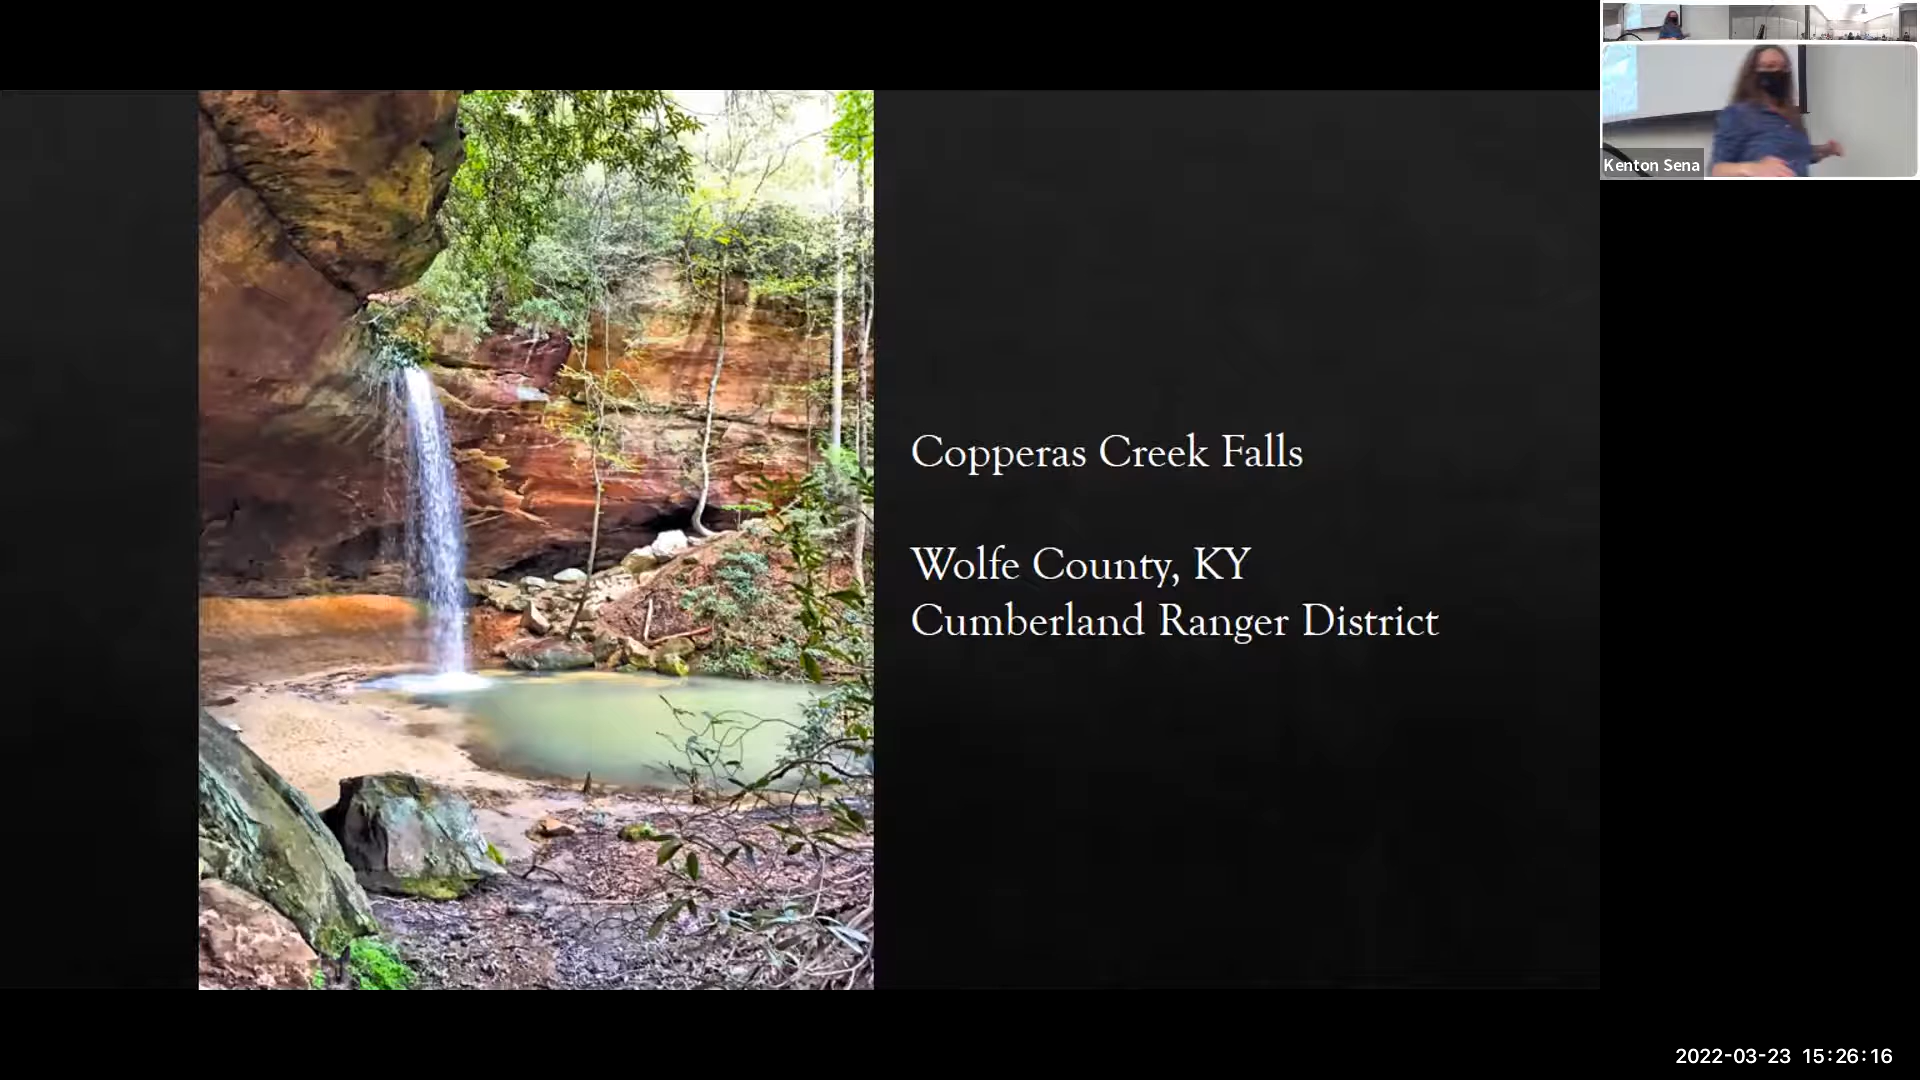 Copperas Creek Falls
Wolfe County, KY
Cumberland Ranger District
Kenton Sena
2022-03-23 15:26:16